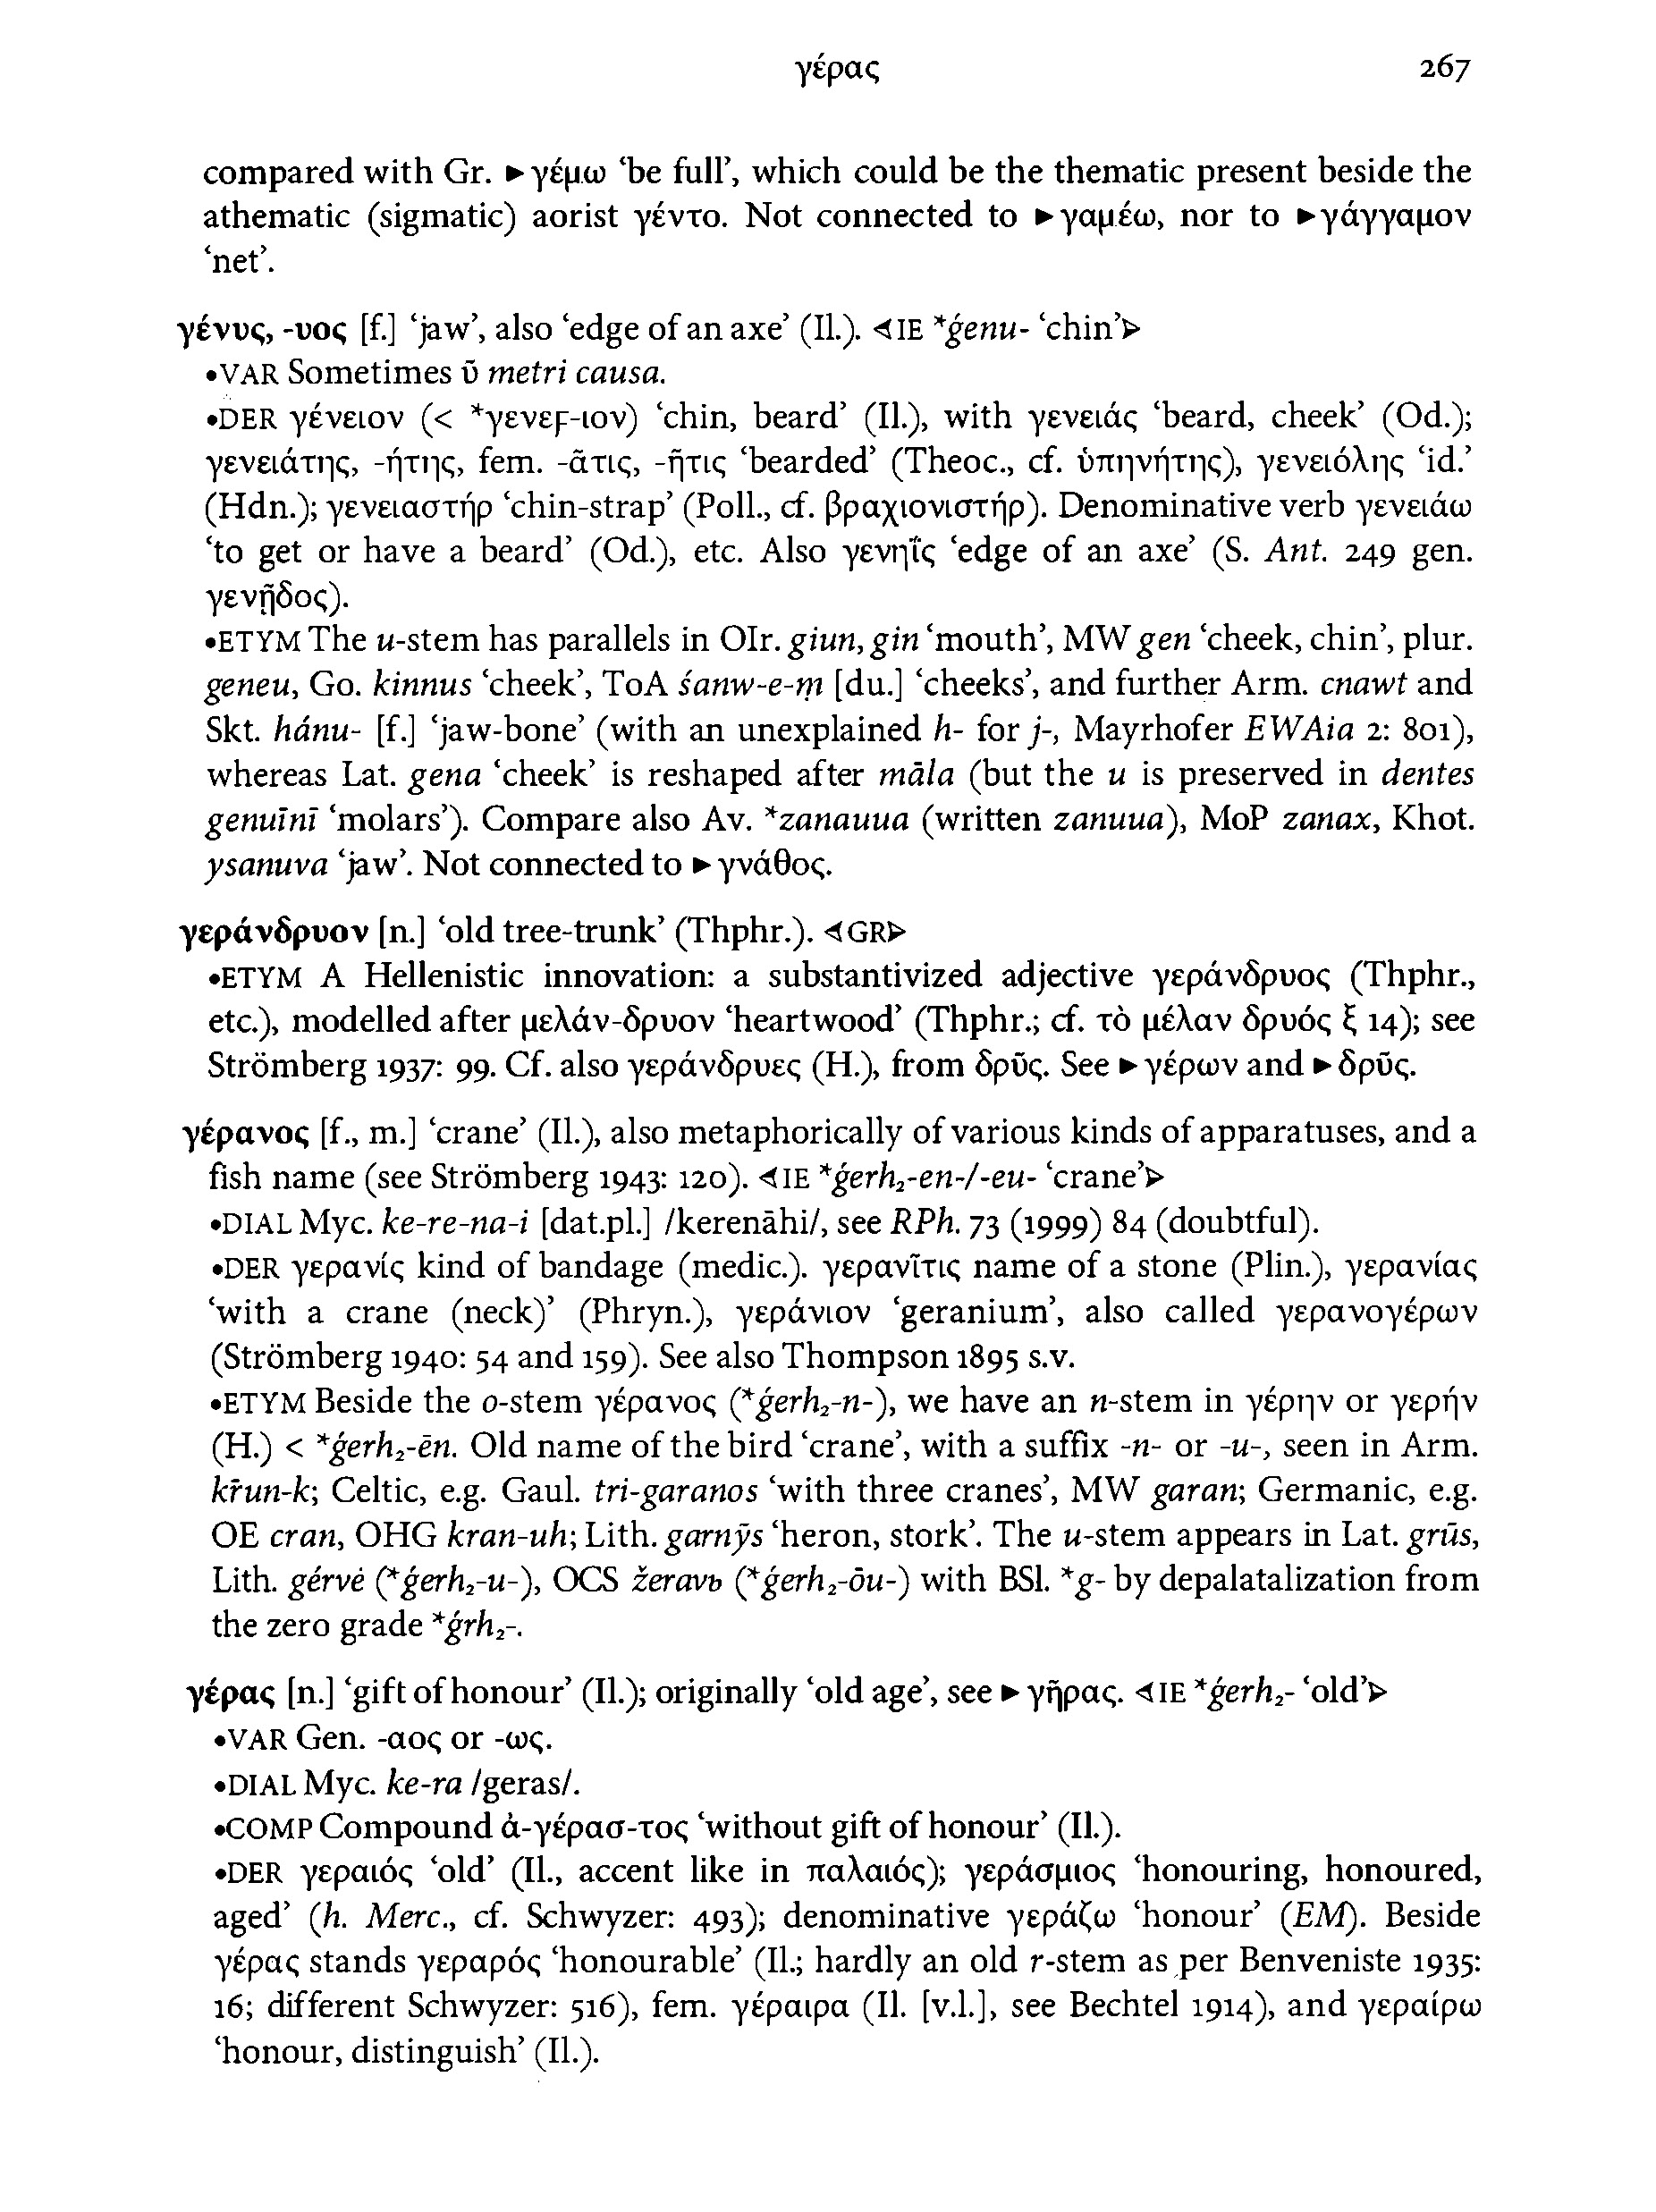 γέρας 267
compared with Gr. ►γέμω ‘be full’, which could be the thematic present beside the
athematic (sigmatic) aorist γέντο. Not connected to ►γαμέω, nor to ►γάγγαμον
‘net’.
γένυς, -υος [f.] ‘jaw’, also ‘edge of an axe’ (Il.). ⊲IE *ǵenu- ‘chin’⊳
•VAR Sometimes ῡ metri causa.
•DER γένειον (< *γενεϝ-ιον) ‘chin, beard’ (Il.), with γενειάς ‘beard, cheek’ (Od.);
γενειάτης, -ήτης, fem. -ᾶτις, -ῆτις ‘bearded’ (Theoc., cf. ὑπηνήτης), γενειόλης ‘id.’
(Hdn.); γενειαστήρ ‘chin-strap’ (Poll., cf. βραχιονιστήρ). Denominative verb γενειάω
‘to get or have a beard’ (Od.), etc. Also γενηΐς ‘edge of an axe’ (S. Ant. 249 gen.
γενῇδος).
•ETYM The u-stem has parallels in OIr. giun, gin ‘mouth’, MW gen ‘cheek, chin’, plur.
geneu, Go. kinnus ‘cheek’, ToA śanw-e-ṃ [du.] ‘cheeks’, and further Arm. cnawt and
Skt. hánu- [f.] ‘jaw-bone’ (with an unexplained h- for j-, Mayrhofer EWAia 2: 801),
whereas Lat. gena ‘cheek’ is reshaped after māla (but the u is preserved in dentes
genuīnī ‘molars’). Compare also Av. *zanauua (written zanuua), MoP zanax, Khot.
ysanuva ‘jaw’. Not connected to ►γνάθος.
γεράνδρυον [n.] ‘old tree-trunk’ (Thphr.). ⊲GR⊳
•ETYM A Hellenistic innovation: a substantivized adjective γεράνδρυος (Thphr.,
etc.), modelled after μελάν-δρυον ‘heartwood’ (Thphr.; cf. τὸ μέλαν δρυός ξ 14); see
Strömberg 1937: 99. Cf. also γεράνδρυες (H.), from δρῦς. See ►γέρων and ►δρῦς.
γέρανος [f., m.] ‘crane’ (Il.), also metaphorically of various kinds of apparatuses, and a
fish name (see Strömberg 1943: 120). ⊲IE *ǵerh₂-en-/-eu- ‘crane’⊳
•DIAL Myc. ke-re-na-i [dat.pl.] /kerenāhi/, see RPh. 73 (1999) 84 (doubtful).
•DER γερανίς kind of bandage (medic.). γερανῖτις name of a stone (Plin.), γερανίας
‘with a crane (neck)’ (Phryn.), γεράνιον ‘geranium’, also called γερανογέρων
(Strömberg 1940: 54 and 159). See also Thompson 1895 s.v.
•ETYM Beside the o-stem γέρανος (*ǵerh₂-n-), we have an n-stem in γέρην or γερήν
(H.) < *ǵerh₂-ēn. Old name of the bird ‘crane’, with a suffix -n- or -u-, seen in Arm.
kṙun-k; Celtic, e.g. Gaul. tri-garanos ‘with three cranes’, MW garan; Germanic, e.g.
OE cran, OHG kran-uh; Lith. garnỹs ‘heron, stork’. The u-stem appears in Lat. grūs,
Lith. gérvė (*ǵerh₂-u-), OCS žeravь (*ǵerh₂-ōu-) with BSl. *g- by depalatalization from
the zero grade *ǵrh₂-.
γέρας [n.] ‘gift of honour’ (Il.); originally ‘old age’, see ►γῆρας. ⊲IE *ǵerh₂- ‘old’⊳
•VAR Gen. -αος or -ως.
•DIAL Myc. ke-ra /geras/.
•COMP Compound ἀ-γέρασ-τος ‘without gift of honour’ (Il.).
•DER γεραιός ‘old’ (Il., accent like in παλαιός); γεράσμιος ‘honouring, honoured,
aged’ (h. Merc., cf. Schwyzer: 493); denominative γεράζω ‘honour’ (EM). Beside
γέρας stands γεραρός ‘honourable’ (Il.; hardly an old r-stem as per Benveniste 1935:
16; different Schwyzer: 516), fem. γέραιρα (Il. [v.l.], see Bechtel 1914), and γεραίρω
‘honour, distinguish’ (Il.).